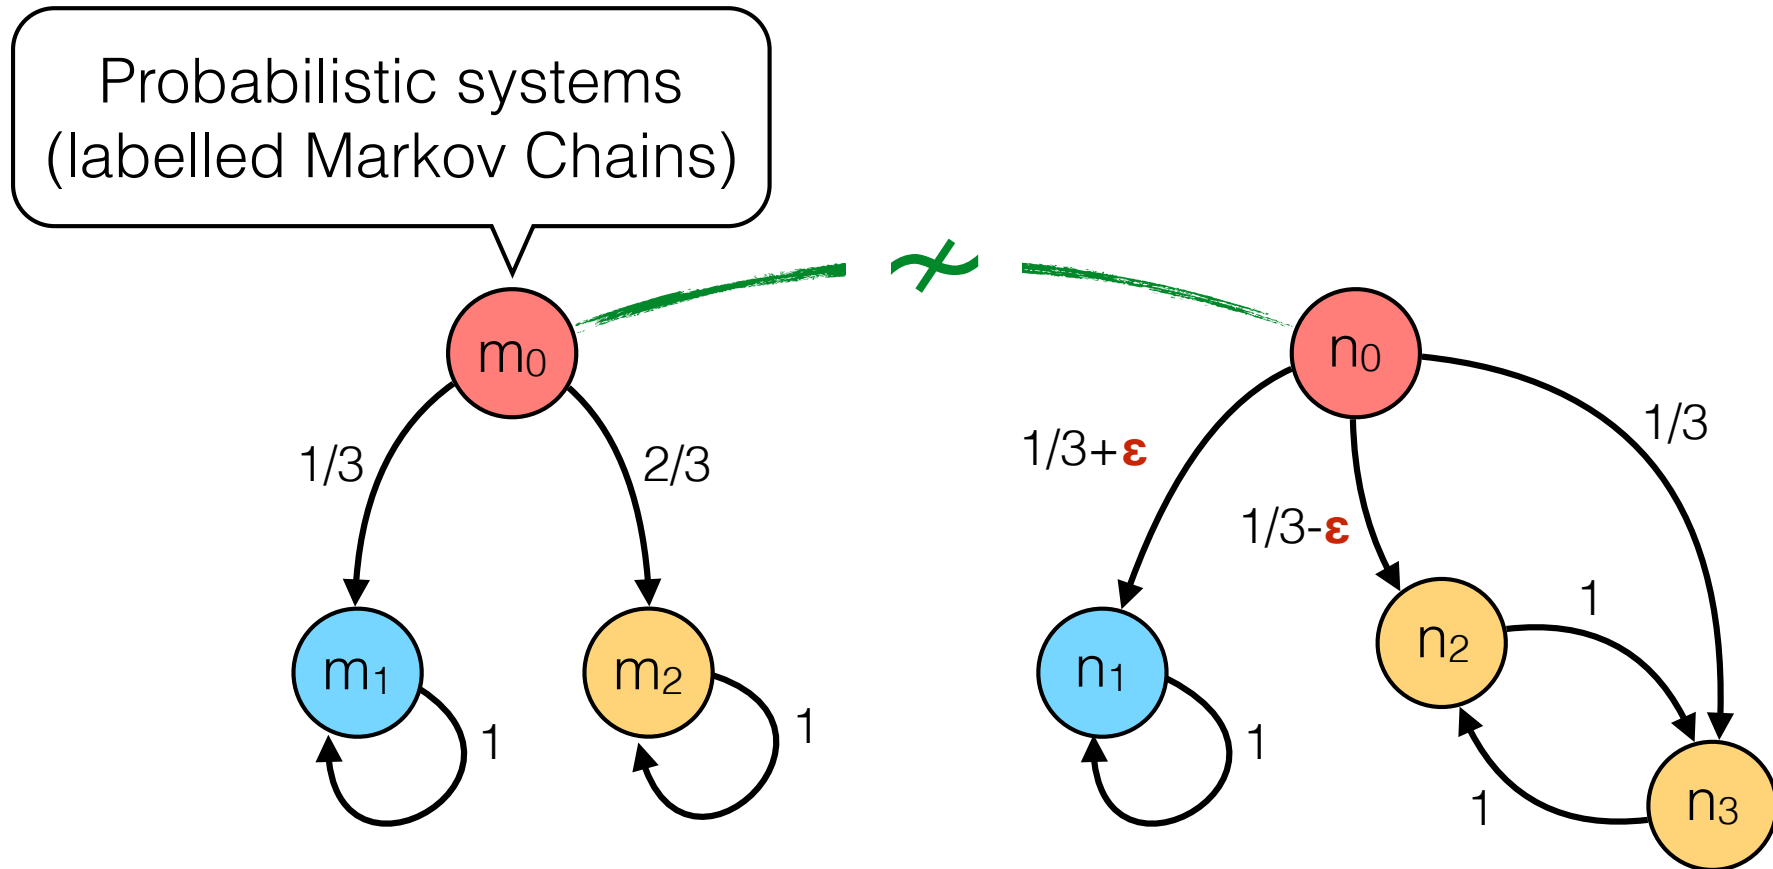 Probabilistic systems
(labelled Markov Chains)
≁
m₀
n₀
1/3
2/3
1/3+ε
1/3-ε
1/3
m₁
m₂
n₁
n₂
n₃
1
1
1
1
1